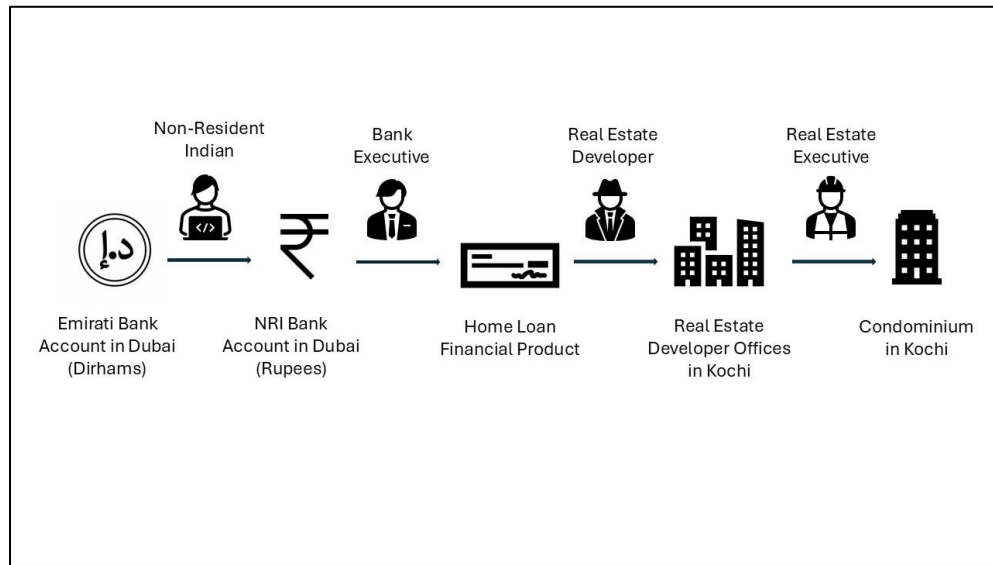 Non-Resident
Indian
Bank
Executive
Real Estate
Developer
Real Estate
Executive
د.إ
</>
₹
Emirati Bank
Account in Dubai
(Dirhams)
NRI Bank
Account in Dubai
(Rupees)
Home Loan
Financial Product
Real Estate
Developer Offices
in Kochi
Condominium
in Kochi